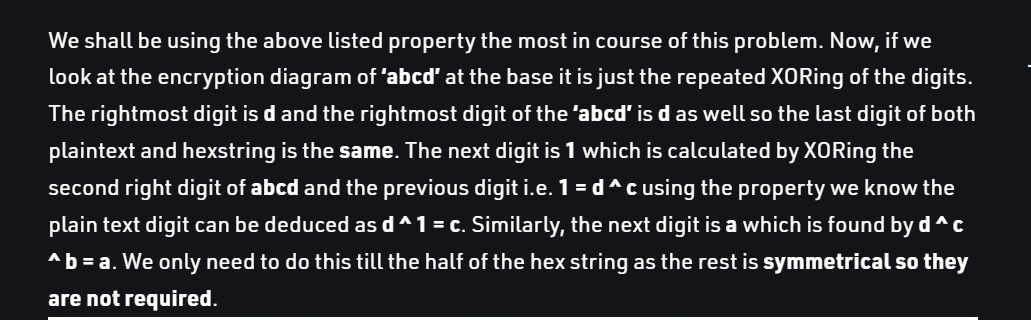 We shall be using the above listed property the most in course of this problem. Now, if we
look at the encryption diagram of 'abcd' at the base it is just the repeated XORing of the digits.
The rightmost digit is d and the rightmost digit of the 'abcd' is d as well so the last digit of both
plaintext and hexstring is the same. The next digit is 1 which is calculated by XORing the
second right digit of abcd and the previous digit i.e. 1 = d ^ c using the property we know the
plain text digit can be deduced as d ^ 1 = c. Similarly, the next digit is a which is found by d ^ c
^ b = a. We only need to do this till the half of the hex string as the rest is symmetrical so they
are not required.